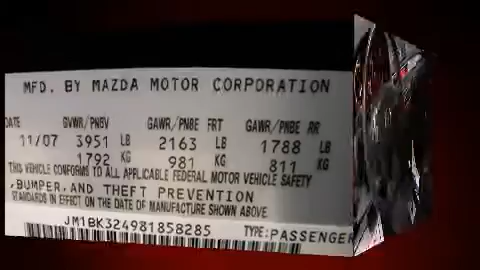 MFD. BY MAZDA MOTOR CORPORATION
DATE GVWR/PNBV GAWR/PNBE FRT GAWR/PNBE RR
11/07 3951 LB 2163 LB 1788 LB
1792 KG 981 KG 811 KG
THIS VEHICLE CONFORMS TO ALL APPLICABLE FEDERAL MOTOR VEHICLE SAFETY
,BUMPER,AND THEFT PREVENTION
STANDARDS IN EFFECT ON THE DATE OF MANUFACTURE SHOWN ABOVE
JM1BK324981858285 TYPE:PASSENGER